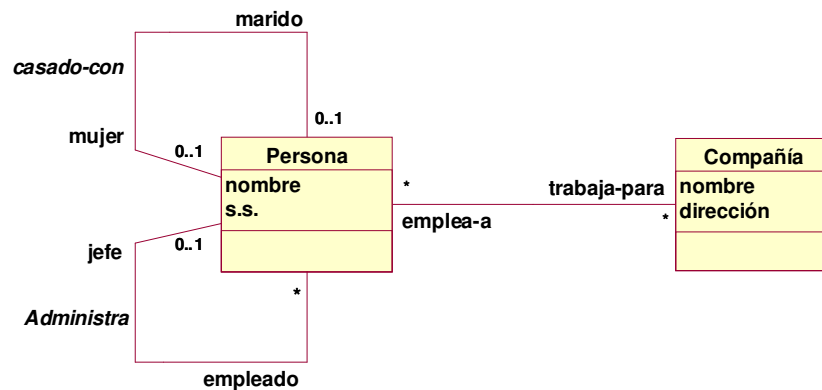 marido
casado-con
mujer
0..1
0..1
Persona
nombre
s.s.
Compañía
nombre
dirección
*
trabaja-para
emplea-a
*
0..1
jefe
*
Administra
empleado